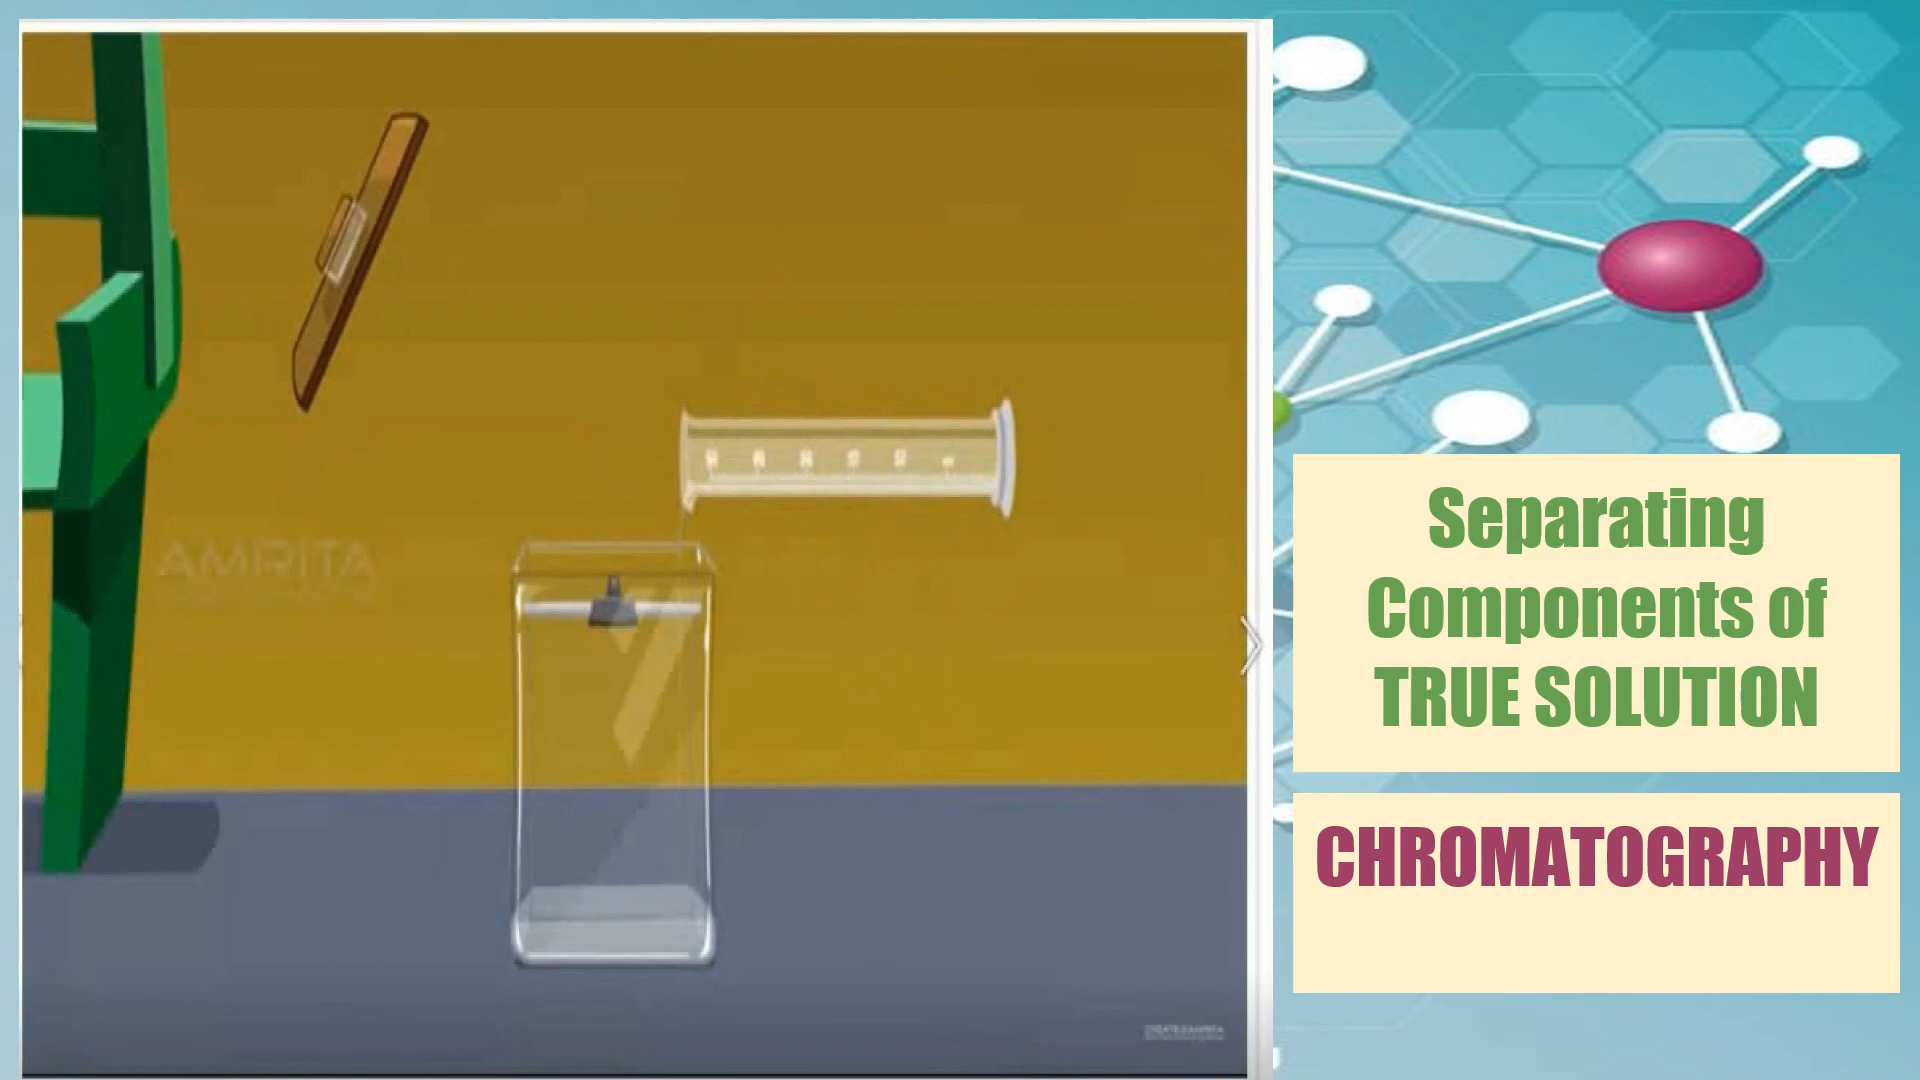 AMRITA
Separating
Components of
TRUE SOLUTION
CHROMATOGRAPHY